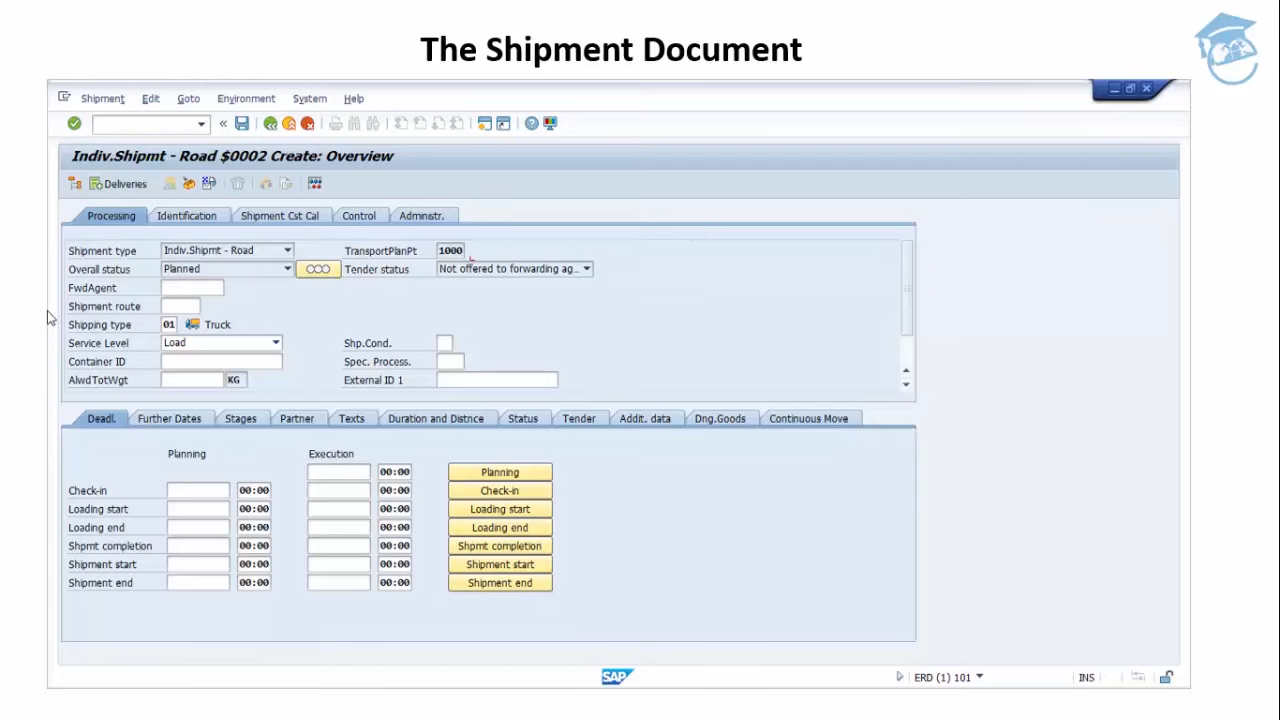 The Shipment Document
Shipment Edit Goto Environment System Help
Indiv.Shipmt - Road $0002 Create: Overview
Deliveries
Processing Identification Shipment Cst Cal Control Administr.
Shipment type Indiv.Shipmt - Road TransportPlanPt 1000
Overall status Planned Tender status Not offered to forwarding ag...
FwdAgent
Shipment route
Shipping type 01 Truck
Service Level Load Shp.Cond.
Container ID Spec. Process.
AlwdTotWgt KG External ID 1
Deadl. Further Dates Stages Partner Texts Duration and Distnce Status Tender Addit. data Dng.Goods Continuous Move
Planning Execution
00:00 Planning
Check-in 00:00 00:00 Check-in
Loading start 00:00 00:00 Loading start
Loading end 00:00 00:00 Loading end
Shpmt completion 00:00 00:00 Shpmt completion
Shipment start 00:00 00:00 Shipment start
Shipment end 00:00 00:00 Shipment end
SAP ERD (1) 101 INS